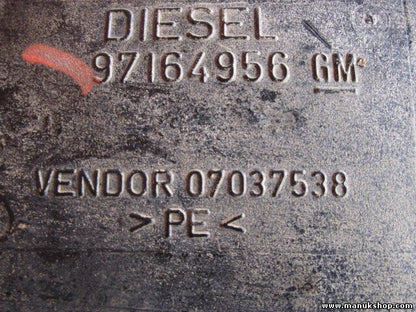 DIESEL
97164956 GM
VENDOR 07037538
>PE<
www.manukshop.com